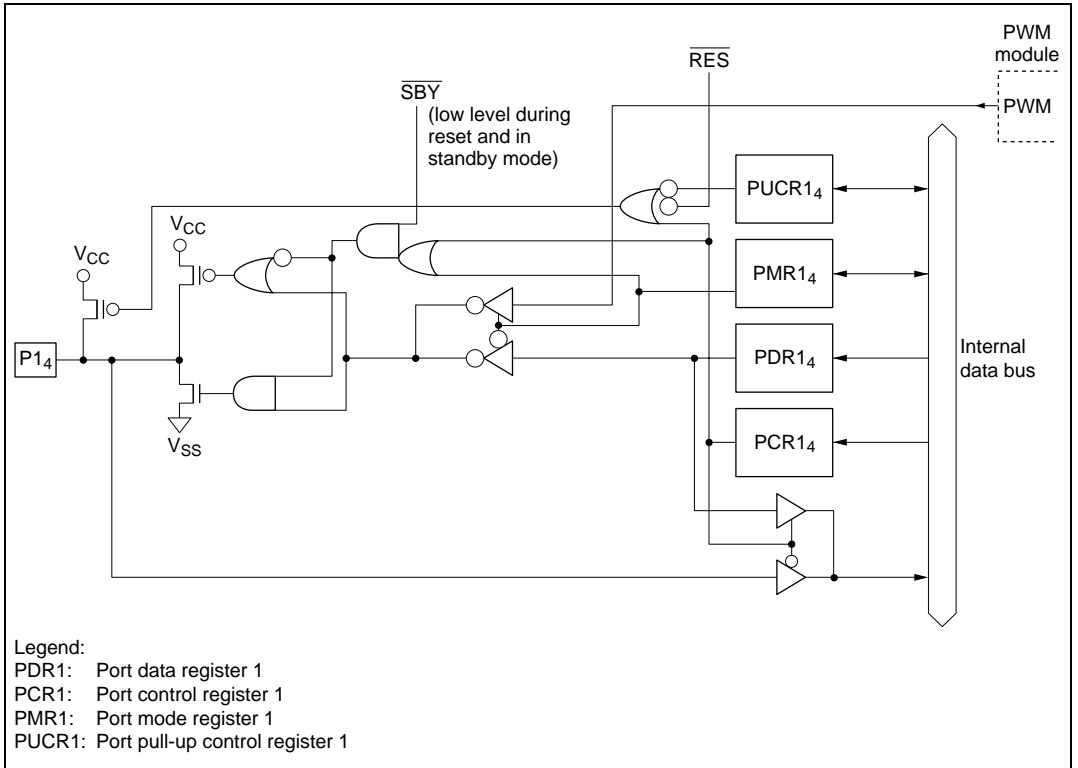 PWM
module
RES
SBY
(low level during
reset and in
standby mode)
PWM
PUCR14
VCC
VCC
PMR14
P14
PDR14
Internal
data bus
PCR14
VSS
Legend:
PDR1: Port data register 1
PCR1: Port control register 1
PMR1: Port mode register 1
PUCR1: Port pull-up control register 1